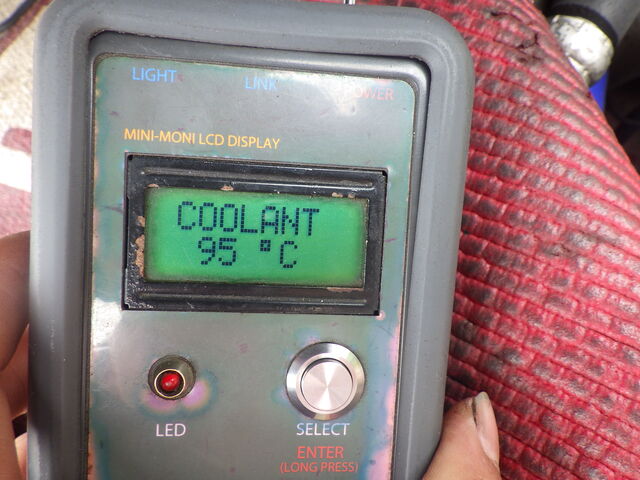 LIGHT LINK POWER
MINI-MONI LCD DISPLAY
COOLANT
95 °C
LED SELECT
ENTER
(LONG PRESS)